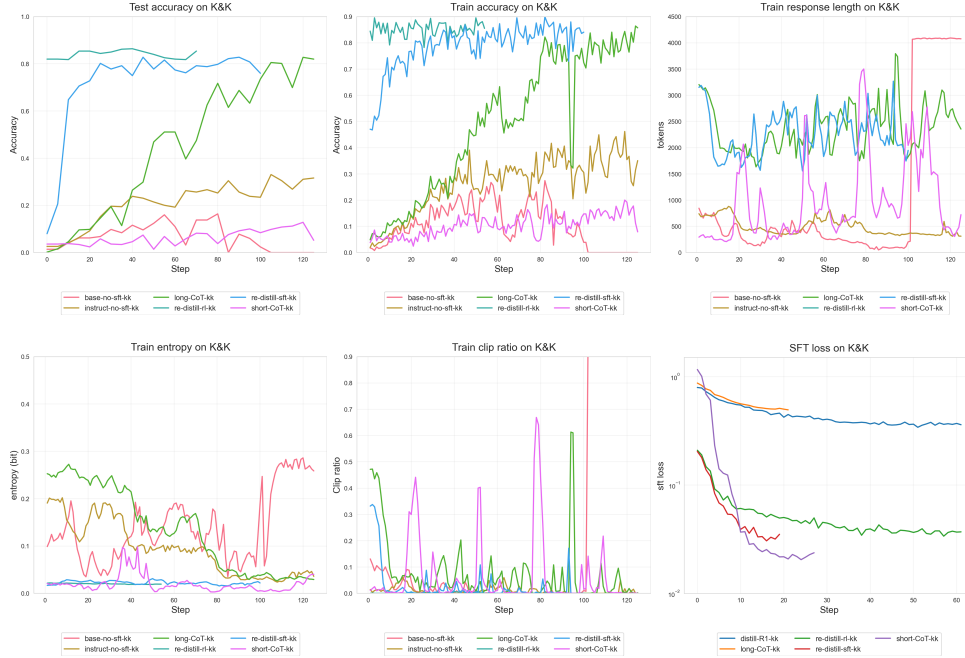 Test accuracy on K&K
Accuracy
0.0
0.2
0.4
0.6
0.8
1.0
0 20 40 60 80 100 120
Step
base-no-sft-kk long-CoT-kk re-distill-sft-kk
instruct-no-sft-kk re-distill-rl-kk short-CoT-kk
Train accuracy on K&K
Accuracy
0.0
0.1
0.2
0.3
0.4
0.5
0.6
0.7
0.8
0.9
0 20 40 60 80 100 120
Step
base-no-sft-kk long-CoT-kk re-distill-sft-kk
instruct-no-sft-kk re-distill-rl-kk short-CoT-kk
Train response length on K&K
tokens
0
500
1000
1500
2000
2500
3000
3500
4000
4500
0 20 40 60 80 100 120
Step
base-no-sft-kk long-CoT-kk re-distill-sft-kk
instruct-no-sft-kk re-distill-rl-kk short-CoT-kk
Train entropy on K&K
entropy (bit)
0.0
0.1
0.2
0.3
0.4
0.5
0 20 40 60 80 100 120
Step
base-no-sft-kk long-CoT-kk re-distill-sft-kk
instruct-no-sft-kk re-distill-rl-kk short-CoT-kk
Train clip ratio on K&K
Clip ratio
0.0
0.1
0.2
0.3
0.4
0.5
0.6
0.7
0.8
0.9
0 20 40 60 80 100 120
Step
base-no-sft-kk long-CoT-kk re-distill-sft-kk
instruct-no-sft-kk re-distill-rl-kk short-CoT-kk
SFT loss on K&K
sft loss
10⁰
10⁻¹
10⁻²
0 10 20 30 40 50 60
Step
distill-R1-kk re-distill-rl-kk short-CoT-kk
long-CoT-kk re-distill-sft-kk